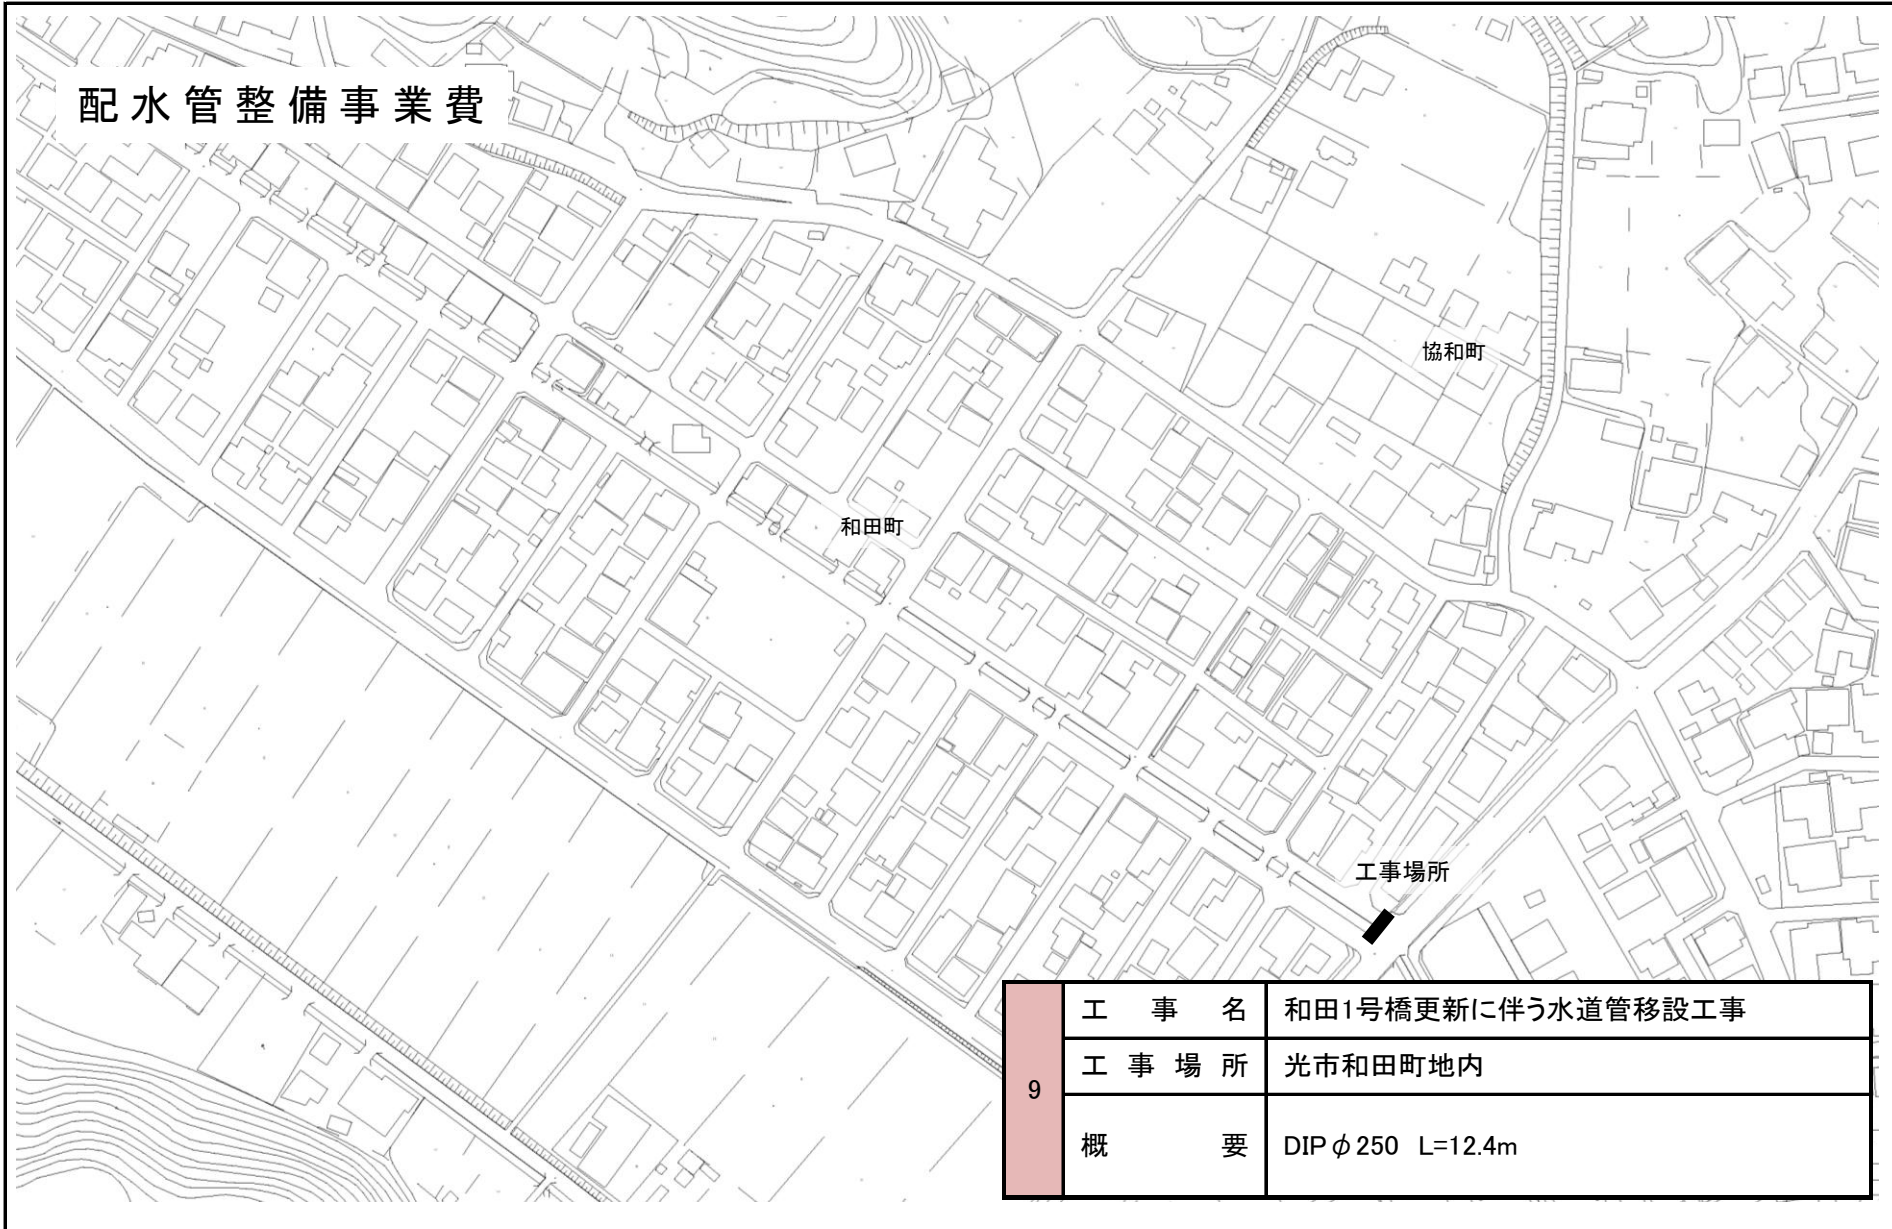 配水管整備事業費
協和町
和田町
工事場所
9
工事名 和田1号橋更新に伴う水道管移設工事
工事場所 光市和田町地内
概要 DIPφ250 L=12.4m